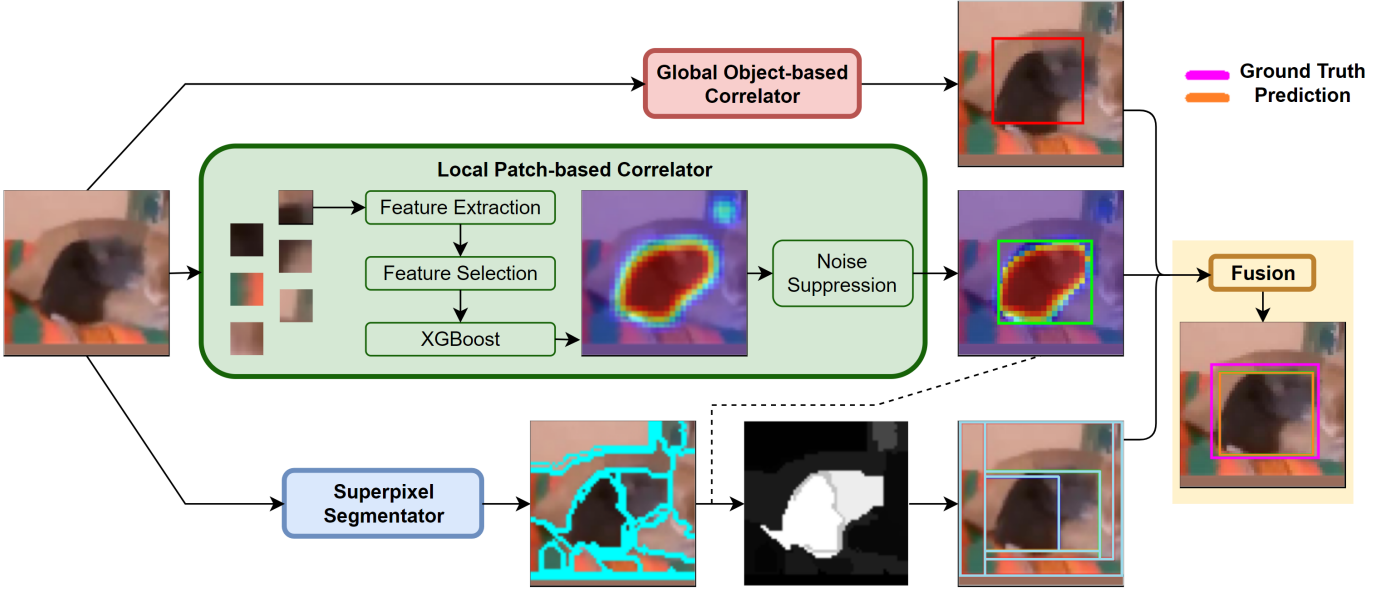 Global Object-based
Correlator
Ground Truth
Prediction
Local Patch-based Correlator
Feature Extraction
Feature Selection
XGBoost
Noise
Suppression
Fusion
Superpixel
Segmentator